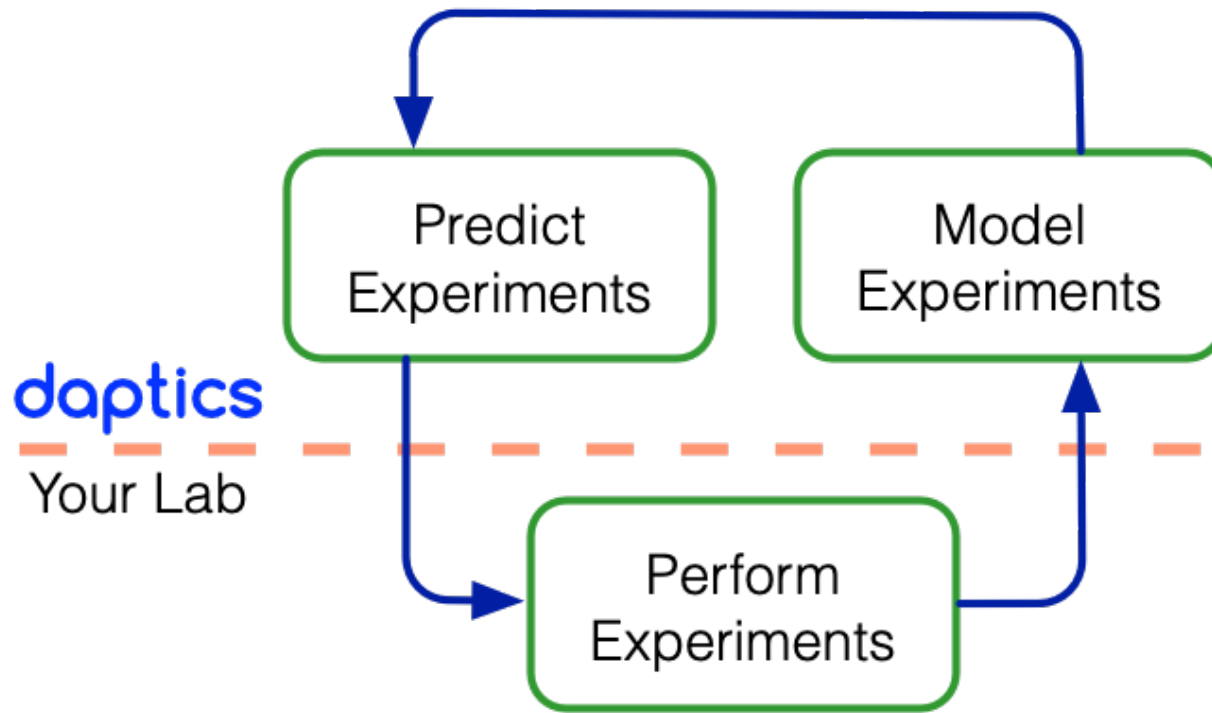 Predict
Experiments
Model
Experiments
daptics
Your Lab
Perform
Experiments